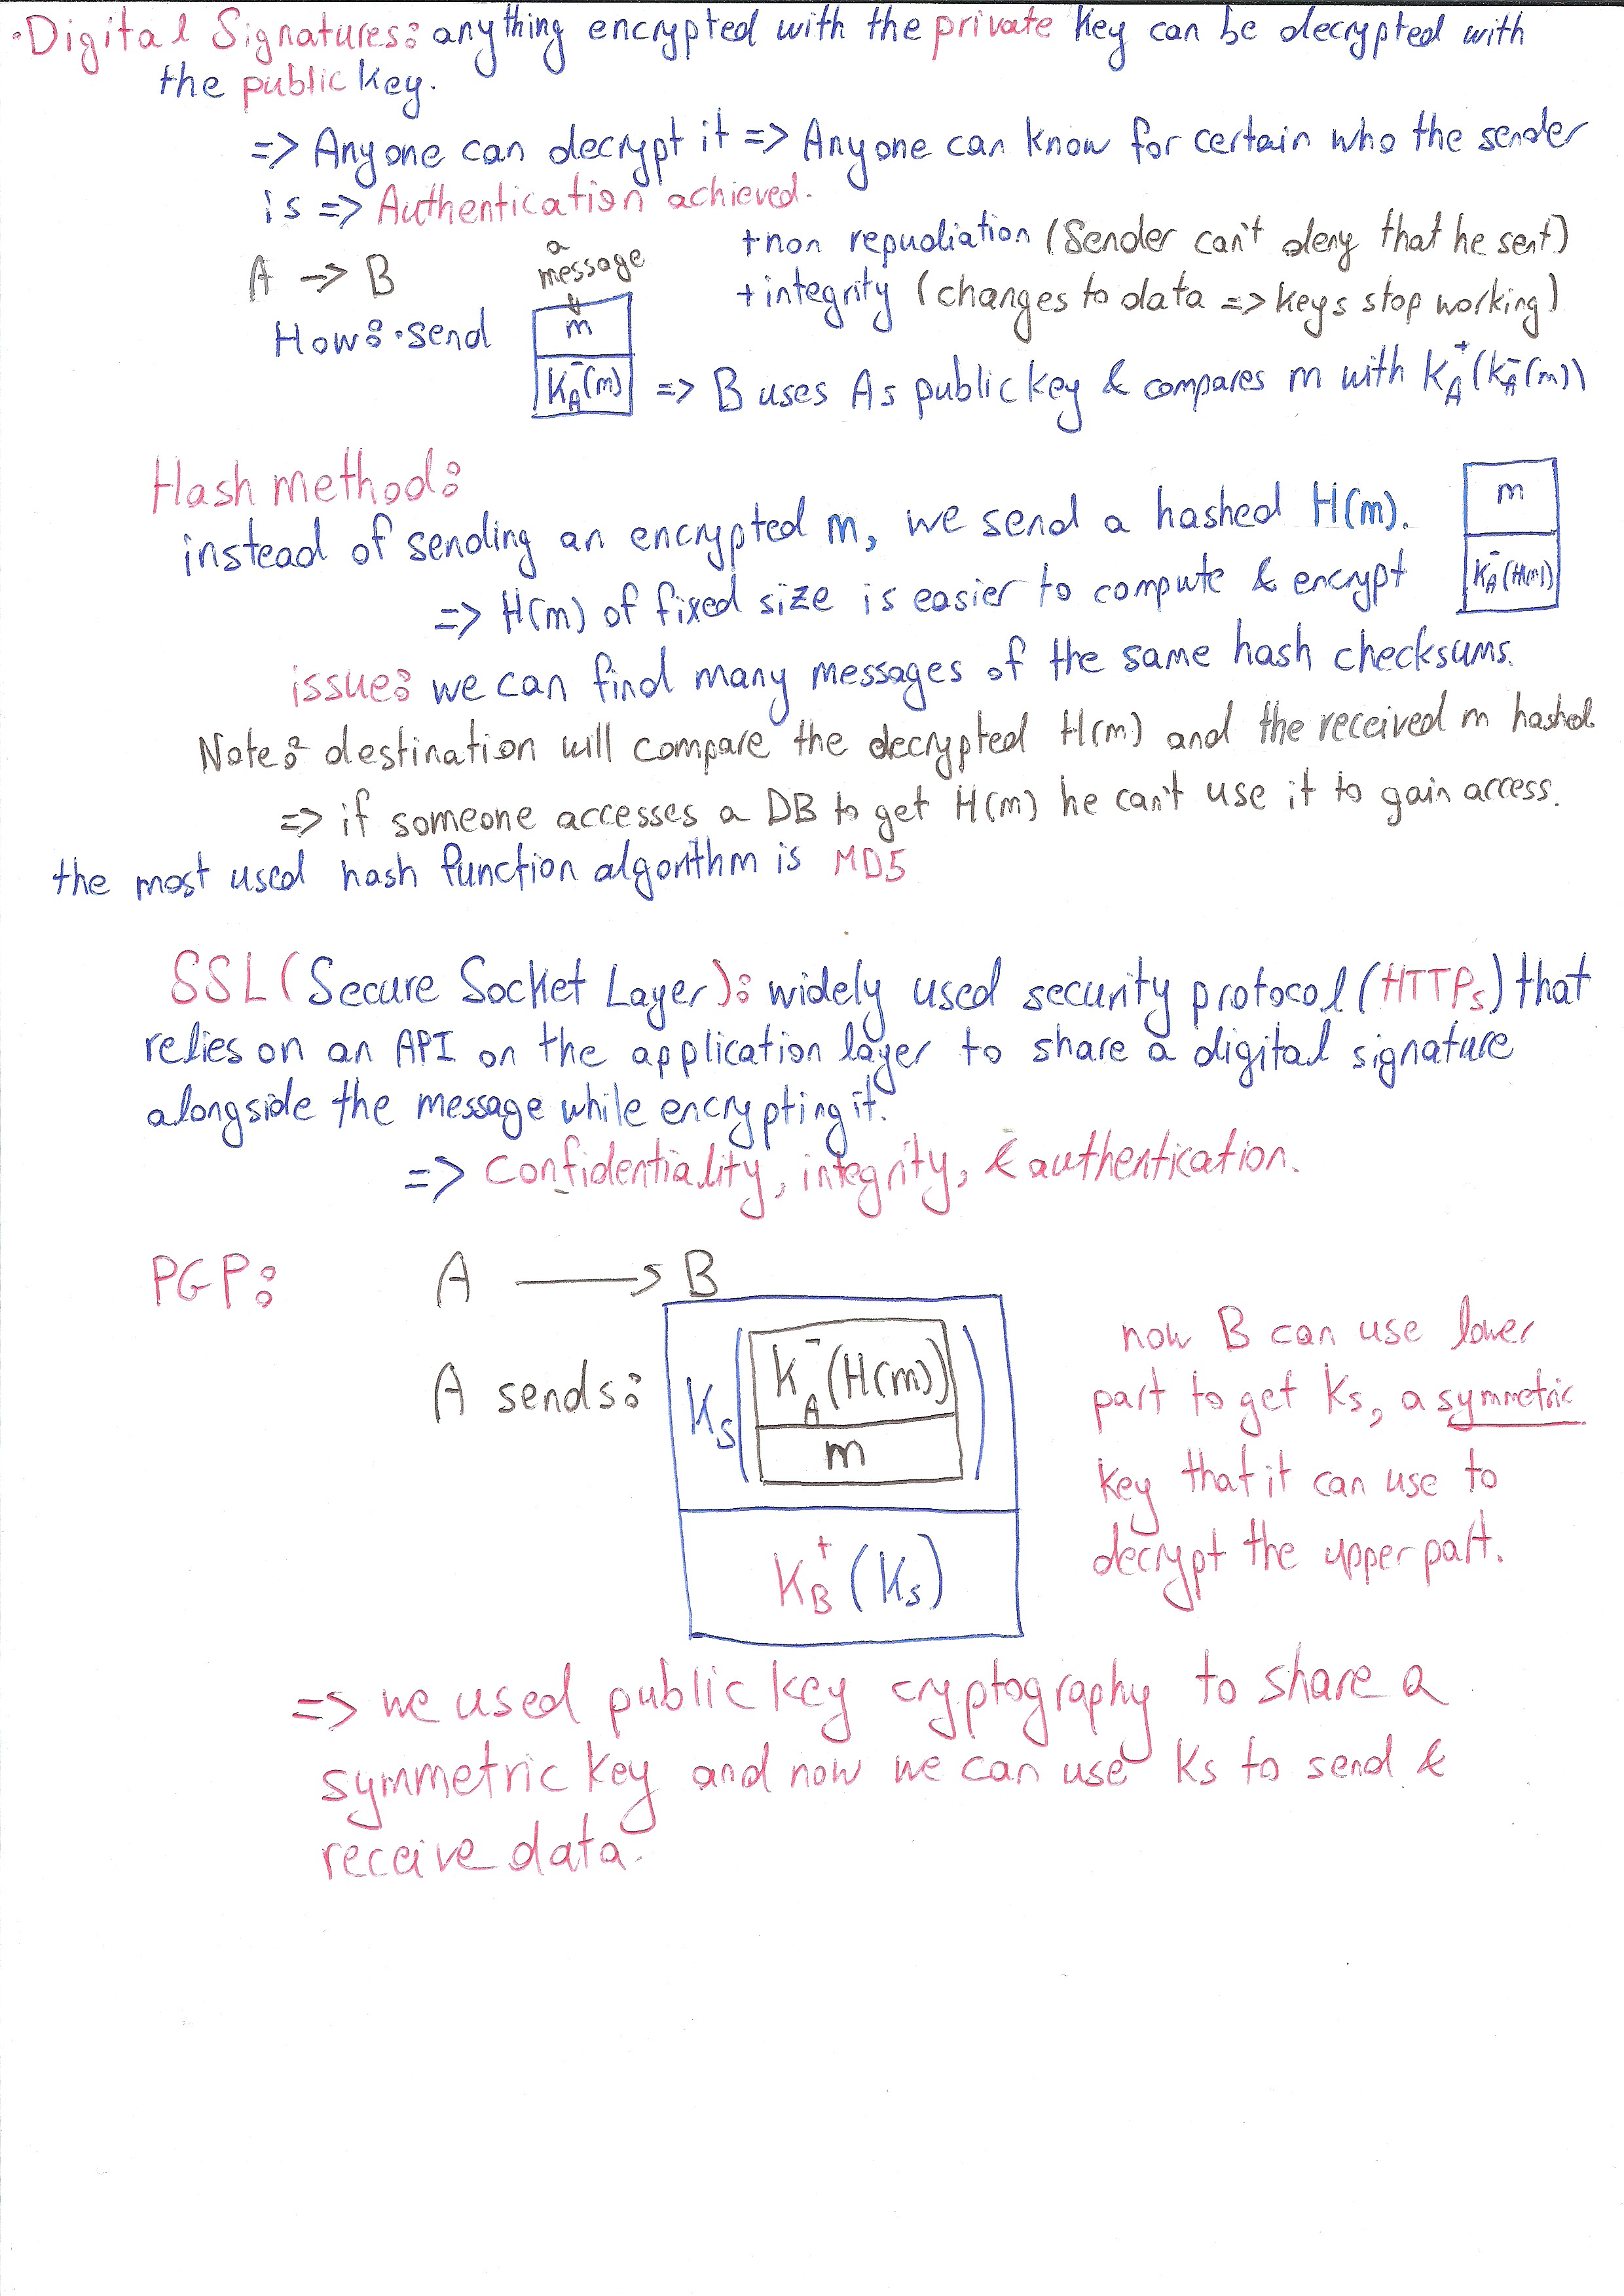 ·Digital Signatures: anything encrypted with the private key can be decrypted with
the public key.
=> Anyone can decrypt it => Anyone can know for certain who the sender
is => Authentication achieved.
+ non repudiation (Sender can't deny that he sent)
+ integrity (changes to data => keys stop working)
A -> B
a
message
How: ·send
m
K_A^-(m)
=> B uses As public key & compares m with K_A^+(K_A^-(m))
Hash method:
instead of sending an encrypted m, we send a hashed H(m).
m
K_A^-(H(m))
=> H(m) of fixed size is easier to compute & encrypt
issue: we can find many messages of the same hash checksums.
Note: destination will compare the decrypted H(m) and the received m hashed
=> if someone accesses a DB to get H(m) he can't use it to gain access.
the most used hash function algorithm is MD5
SSL (Secure Socket Layer): widely used security protocol (HTTPs) that
relies on an API on the application layer to share a digital signature
alongside the message while encrypting it.
=> Confidentiality, integrity, & authentication.
PGP:
A -> B
A sends:
K_S( K_A^-(H(m)) )
m
K_B^+(K_S)
now B can use lower
part to get Ks, a symmetric
key that it can use to
decrypt the upper part.
=> we used public key cryptography to share a
symmetric key and now we can use Ks to send &
receive data.